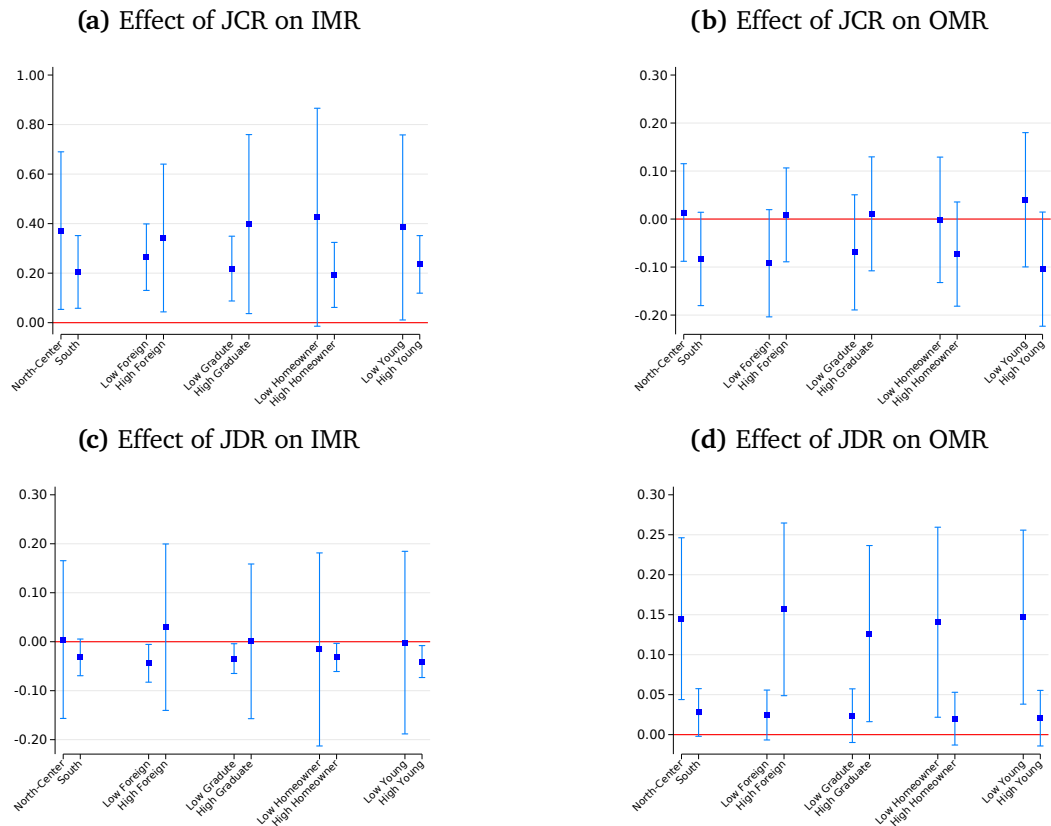 (a) Effect of JCR on IMR
1.00
0.80
0.60
0.40
0.20
0.00
North-Center
South
Low Foreign
High Foreign
Low Gradute
High Graduate
Low Homeowner
High Homeowner
Low Young
High Young
(b) Effect of JCR on OMR
0.30
0.20
0.10
0.00
-0.10
-0.20
North-Center
South
Low Foreign
High Foreign
Low Gradute
High Graduate
Low Homeowner
High Homeowner
Low Young
High Young
(c) Effect of JDR on IMR
0.30
0.20
0.10
0.00
-0.10
-0.20
North-Center
South
Low Foreign
High Foreign
Low Gradute
High Graduate
Low Homeowner
High Homeowner
Low Young
High Young
(d) Effect of JDR on OMR
0.30
0.25
0.20
0.15
0.10
0.05
0.00
North-Center
South
Low Foreign
High Foreign
Low Gradute
High Graduate
Low Homeowner
High Homeowner
Low Young
High Young